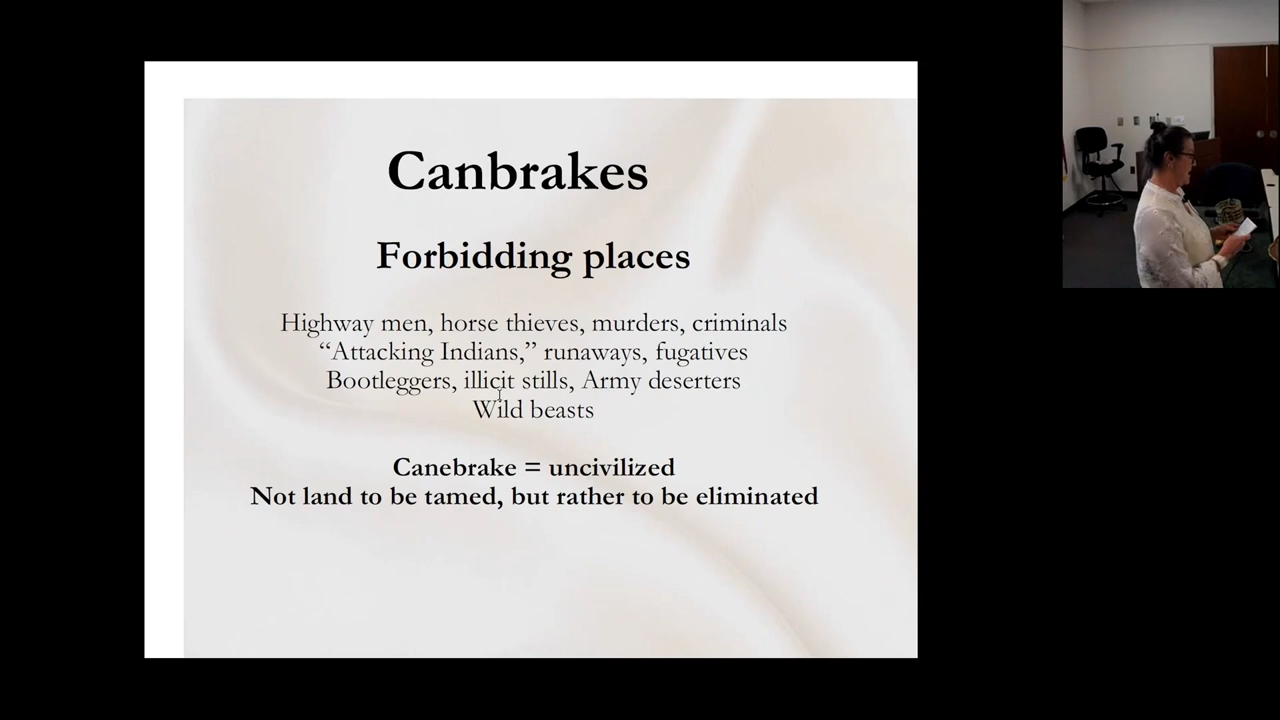 Canbrakes
Forbidding places
Highway men, horse thieves, murders, criminals
“Attacking Indians,” runaways, fugatives
Bootleggers, illicit stills, Army deserters
Wild beasts
Canebrake = uncivilized
Not land to be tamed, but rather to be eliminated